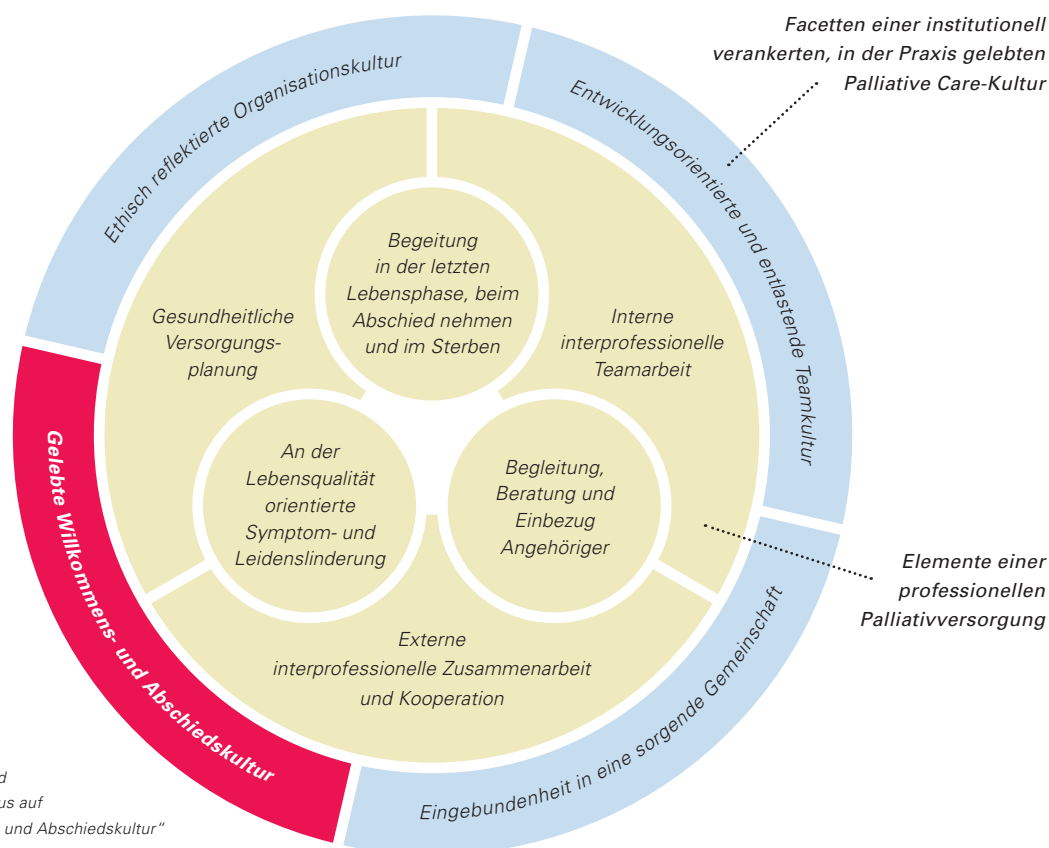 Facetten einer institutionell
verankerten, in der Praxis gelebten
Palliative Care-Kultur
Ethisch reflektierte Organisationskultur
Entwicklungsorientierte und entlastende Teamkultur
Begeitung
in der letzten
Lebensphase, beim
Abschied nehmen
und im Sterben
Gesundheitliche
Versorgungs-
planung
Interne
interprofessionelle
Teamarbeit
An der
Lebensqualität
orientierte
Symptom- und
Leidenslinderung
Begleitung,
Beratung und
Einbezug
Angehöriger
Elemente einer
professionellen
Palliativversorgung
Externe
interprofessionelle Zusammenarbeit
und Kooperation
Gelebte Willkommens- und Abschiedskultur
Eingebundenheit in eine sorgende Gemeinschaft
auf
und Abschiedskultur“